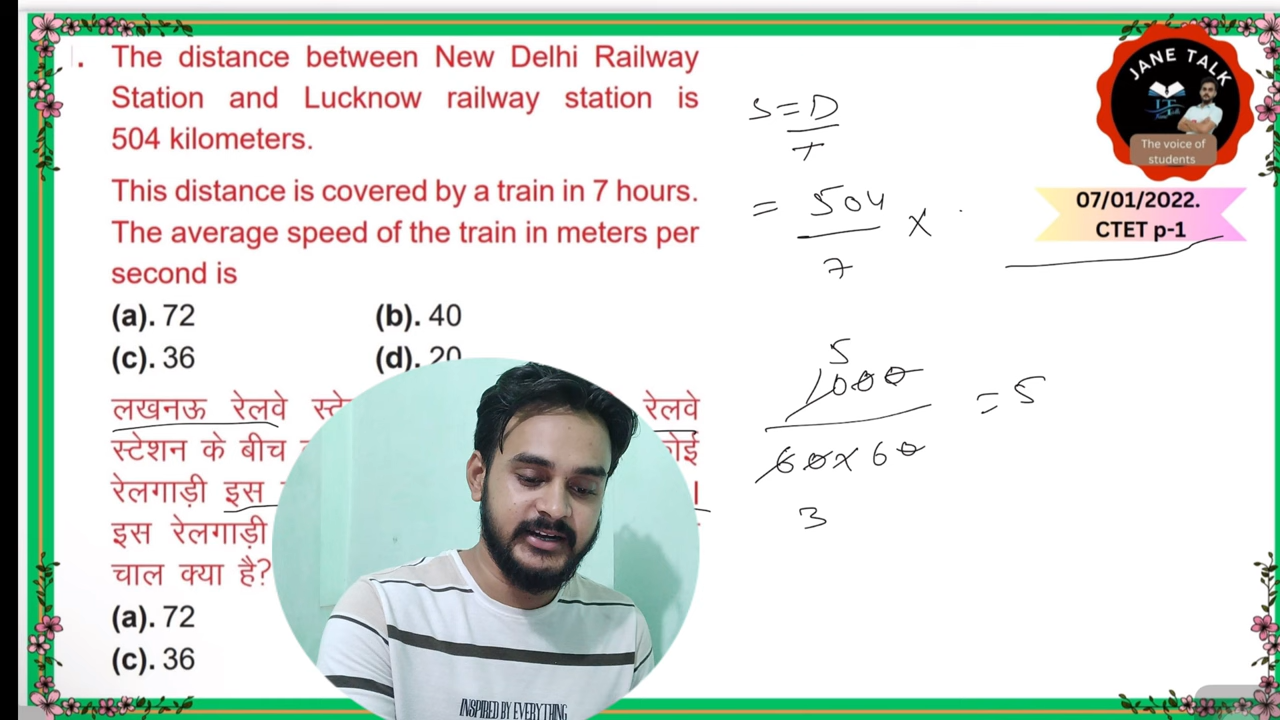 . The distance between New Delhi Railway
Station and Lucknow railway station is
504 kilometers.
This distance is covered by a train in 7 hours.
The average speed of the train in meters per
second is
(a). 72 (b). 40
(c). 36 (d). 20
लखनऊ रेलवे रेलवे
स्टेशन के बीच
रेलगाड़ी इस ।
इस रेलगाड़ी
चाल क्या है?
(a). 72
(c). 36
S = D
T
= 504 ×
7
5
1000 = 5
60 × 60
3
JANE TALK
The voice of
students
07/01/2022.
CTET p-1
INSPIRED BY EVERYTHING